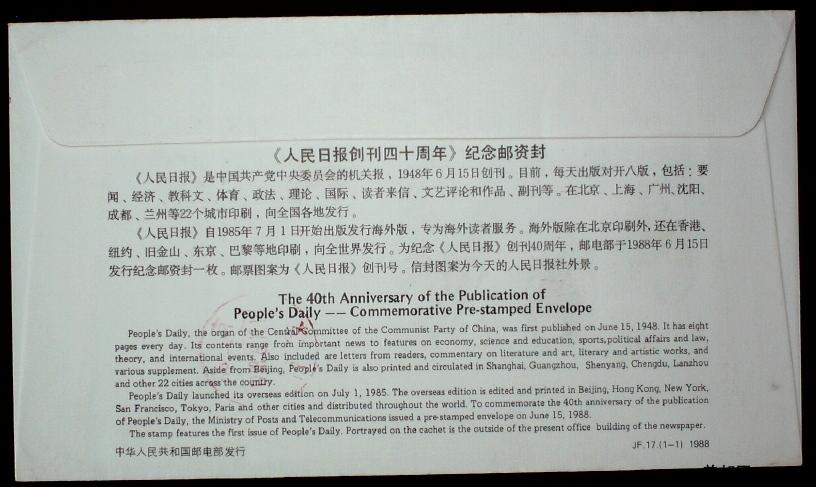 《人民日报创刊四十周年》纪念邮资封
《人民日报》是中国共产党中央委员会的机关报，1948年6月15日创刊。目前，每天出版对开八版，包括：要
闻、经济、教科文、体育、政法、理论、国际、读者来信、文艺评论和作品、副刊等。在北京、上海、广州、沈阳、
成都、兰州等22个城市印刷，向全国各地发行。
《人民日报》自1985年7月1日开始出版发行海外版，专为海外读者服务。海外版除在北京印刷外，还在香港、
纽约、旧金山、东京、巴黎等地印刷，向全世界发行。为纪念《人民日报》创刊40周年，邮电部于1988年6月15日
发行纪念邮资封一枚。邮票图案为《人民日报》创刊号。信封图案为今天的人民日报社外景。
The 40th Anniversary of the Publication of
People's Daily —— Commemorative Pre-stamped Envelope
People's Daily, the organ of the Central Committee of the Communist Party of China, was first published on June 15, 1948. It has eight
pages every day. Its contents range from important news to features on economy, science and education, sports,political affairs and law,
theory, and international events. Also included are letters from readers, commentary on literature and art, literary and artistic works, and
various supplement. Aside from Beijing, People's Daily is also printed and circulated in Shanghai, Guangzhou, Shenyang, Chengdu, Lanzhou
and other 22 cities across the country.
People's Daily launched its overseas edition on July 1, 1985. The overseas edition is edited and printed in Beijing, Hong Kong, New York,
San Francisco, Tokyo, Paris and other cities and distributed throughout the world. To commemorate the 40th anniversary of the publication
of People's Daily, the Ministry of Posts and Telecommunications issued a pre-stamped envelope on June 15, 1988.
The stamp features the first issue of People's Daily. Portrayed on the cachet is the outside of the present office building of the newspaper.
中华人民共和国邮电部发行
JF.17.(1-1) 1988